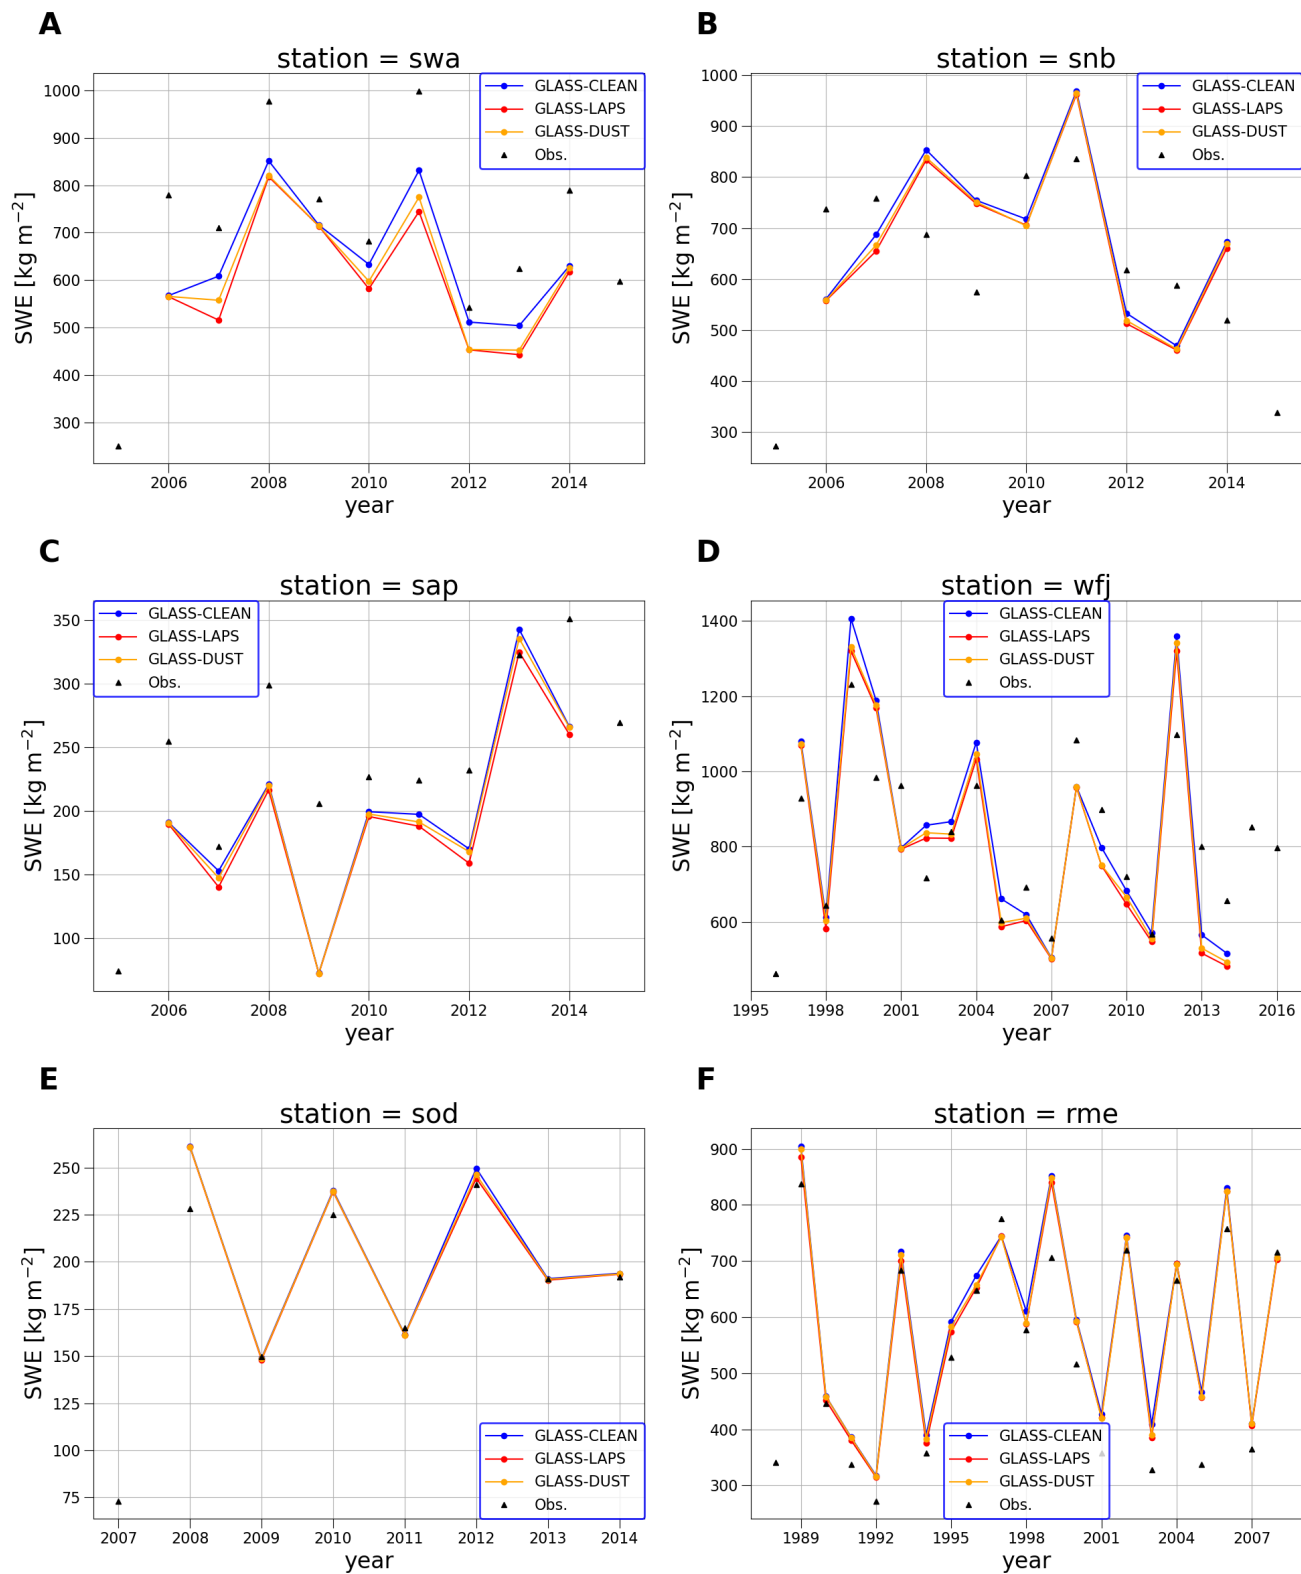 A
station = swa
SWE [kg m⁻²]
1000
900
800
700
600
500
400
300
2006 2008 2010 2012 2014
year
GLASS-CLEAN
GLASS-LAPS
GLASS-DUST
Obs.
B
station = snb
SWE [kg m⁻²]
1000
900
800
700
600
500
400
300
2006 2008 2010 2012 2014
year
GLASS-CLEAN
GLASS-LAPS
GLASS-DUST
Obs.
C
station = sap
SWE [kg m⁻²]
350
300
250
200
150
100
2006 2008 2010 2012 2014
year
GLASS-CLEAN
GLASS-LAPS
GLASS-DUST
Obs.
D
station = wfj
SWE [kg m⁻²]
1400
1200
1000
800
600
1995 1998 2001 2004 2007 2010 2013 2016
year
GLASS-CLEAN
GLASS-LAPS
GLASS-DUST
Obs.
E
station = sod
SWE [kg m⁻²]
250
225
200
175
150
125
100
75
2007 2008 2009 2010 2011 2012 2013 2014
year
GLASS-CLEAN
GLASS-LAPS
GLASS-DUST
Obs.
F
station = rme
SWE [kg m⁻²]
900
800
700
600
500
400
300
1989 1992 1995 1998 2001 2004 2007
year
GLASS-CLEAN
GLASS-LAPS
GLASS-DUST
Obs.